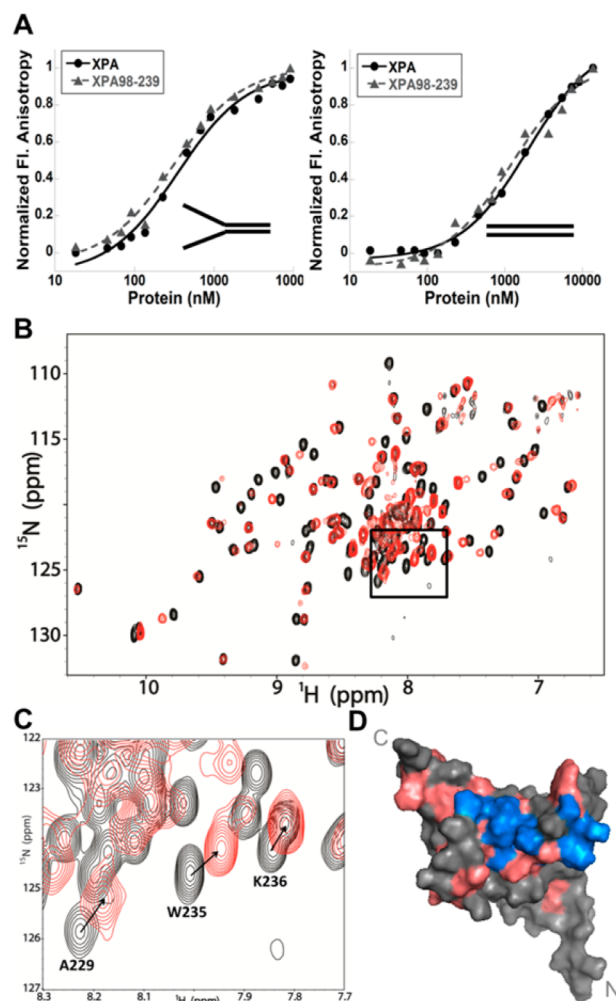 A
Normalized Fl. Anisotropy
XPA
XPA98-239
1
0.8
0.6
0.4
0.2
0
10 100 1000 1000
Protein (nM)
Normalized Fl. Anisotropy
XPA
XPA98-239
1
0.8
0.6
0.4
0.2
0
10 100 1000 10000
Protein (nM)
B
15N (ppm)
110
115
120
125
130
10 9 8 7
1H (ppm)
C
15N (ppm)
122
123
124
125
126
127
K236
W235
A229
8.3 8.2 8.1 8.0 7.9 7.8 7.7
1H (ppm)
D
C
N